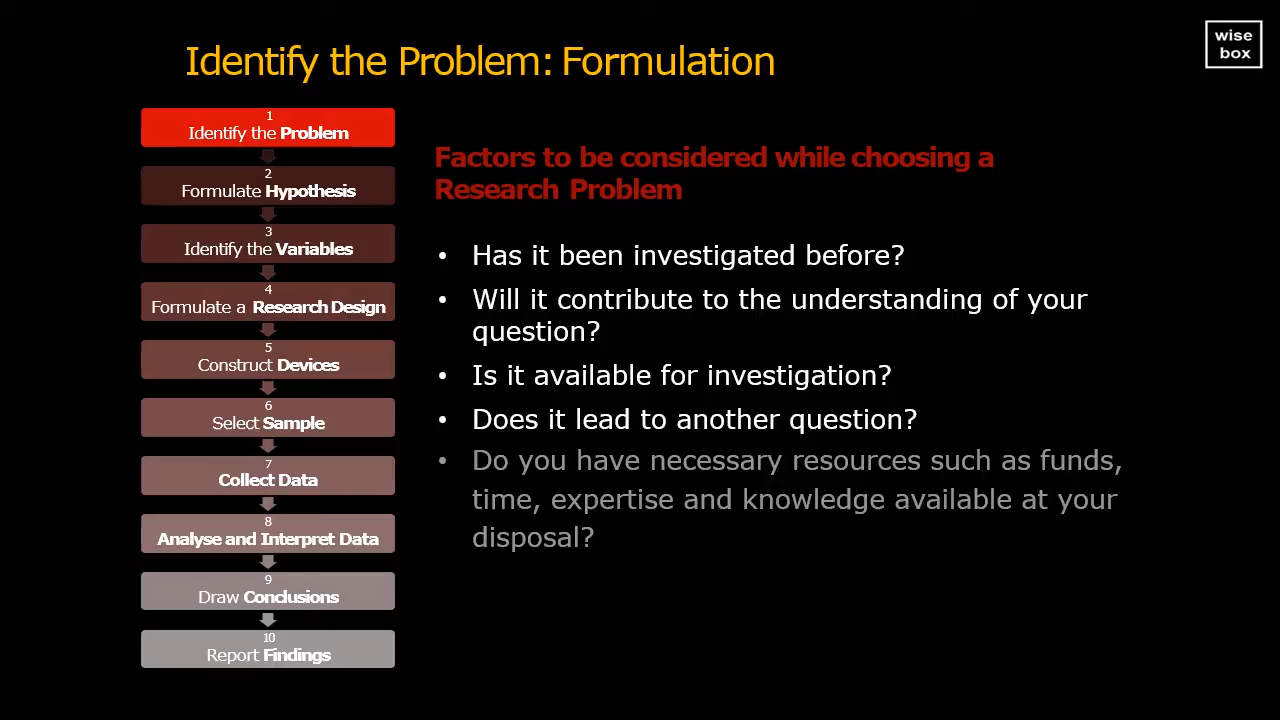 Identify the Problem: Formulation
wise
box
1
Identify the Problem
2
Formulate Hypothesis
3
Identify the Variables
4
Formulate a Research Design
5
Construct Devices
6
Select Sample
7
Collect Data
8
Analyse and Interpret Data
9
Draw Conclusions
10
Report Findings
Factors to be considered while choosing a
Research Problem
• Has it been investigated before?
• Will it contribute to the understanding of your
question?
• Is it available for investigation?
• Does it lead to another question?
• Do you have necessary resources such as funds,
time, expertise and knowledge available at your
disposal?